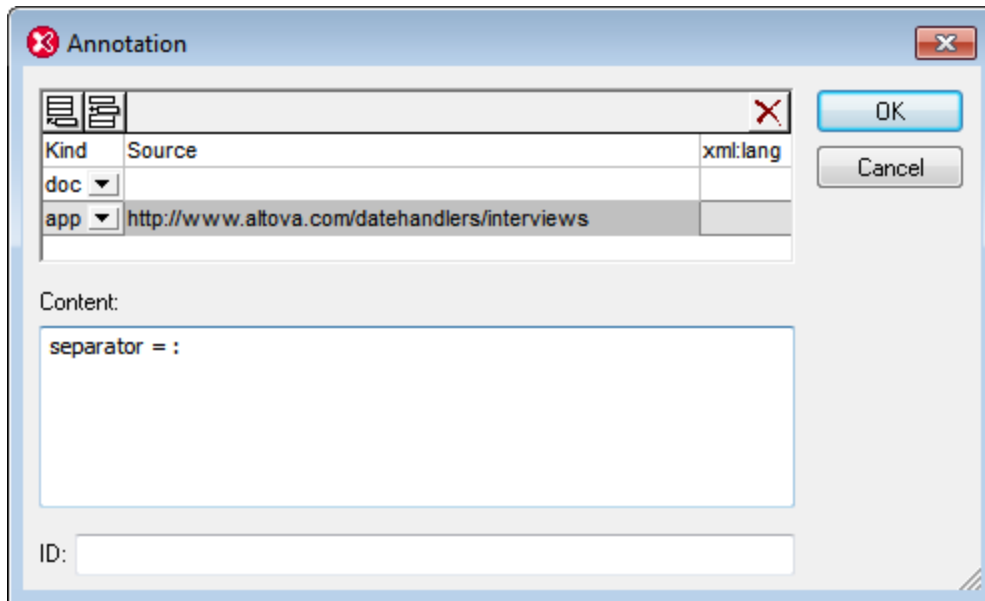 Annotation
OK
Kind Source xml:lang
Cancel
doc
app http://www.altova.com/datehandlers/interviews
Content:
separator = :
ID: